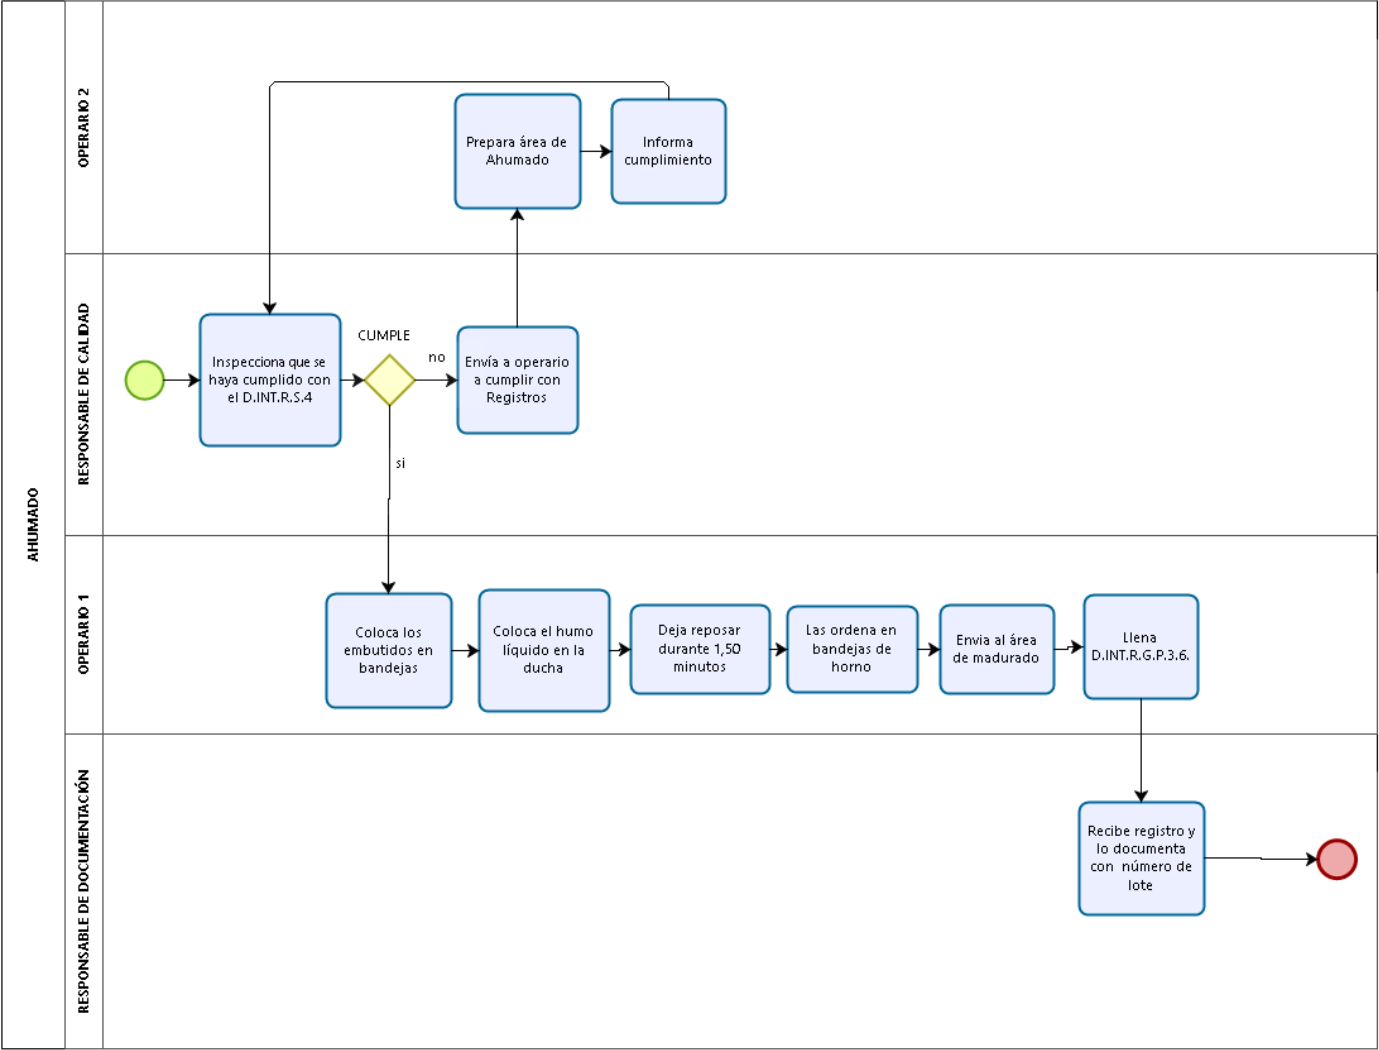 AHUMADO
OPERARIO 2
Prepara área de
Ahumado
Informa
cumplimiento
RESPONSABLE DE CALIDAD
Inspecciona que se
haya cumplido con
el D.INT.R.S.4
CUMPLE
no
si
Envía a operario
a cumplir con
Registros
OPERARIO 1
Coloca los
embutidos en
bandejas
Coloca el humo
líquido en la
ducha
Deja reposar
durante 1,50
minutos
Las ordena en
bandejas de
horno
Envia al área
de madurado
Llena
D.INT.R.G.P.3.6.
RESPONSABLE DE DOCUMENTACIÓN
Recibe registro y
lo documenta
con número de
lote